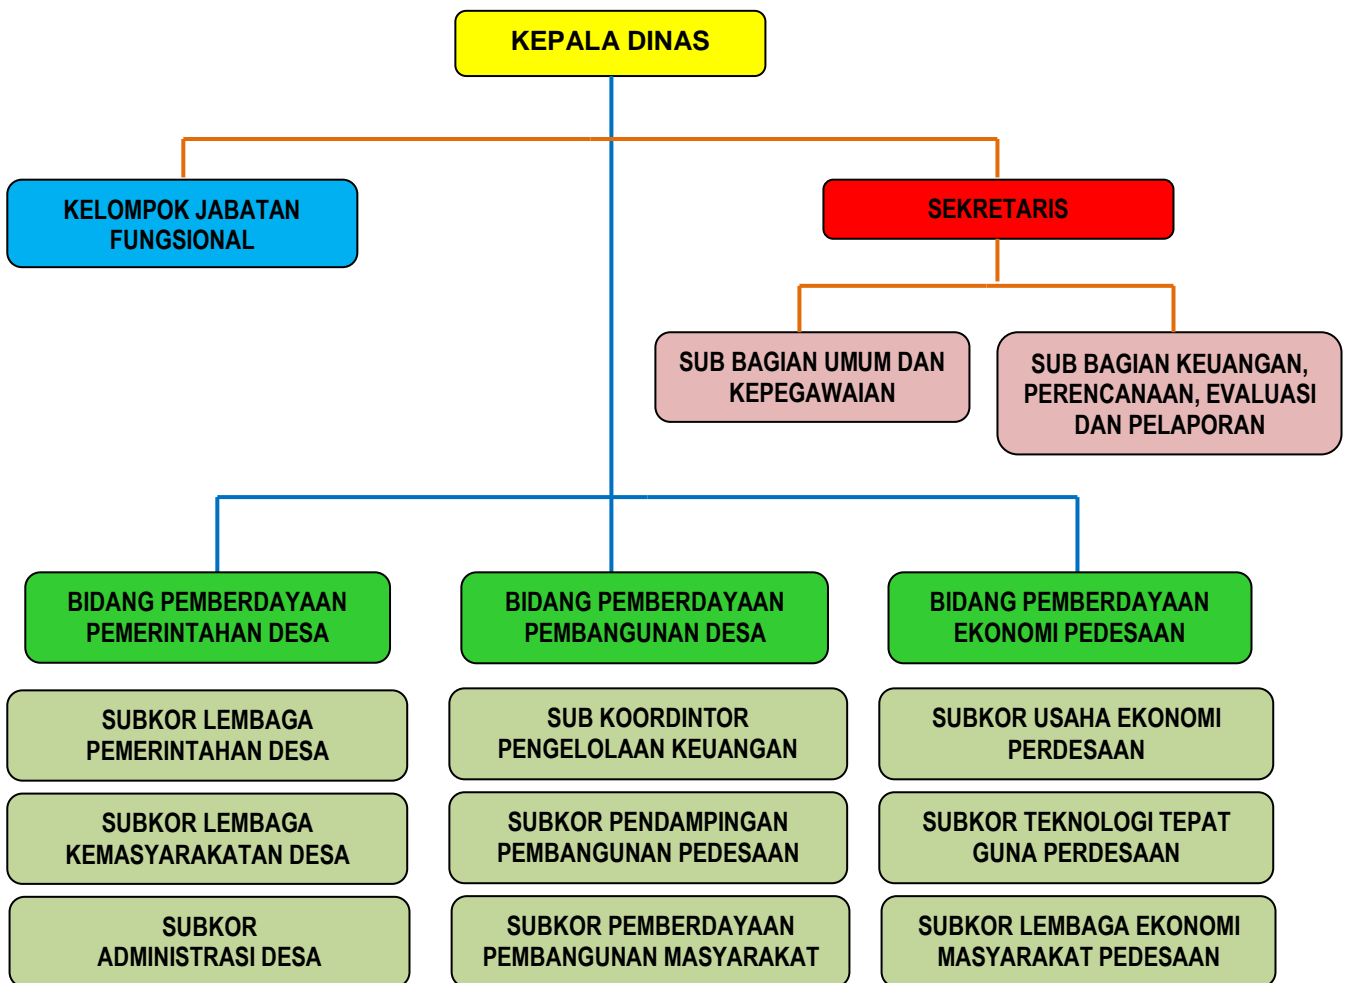 KEPALA DINAS
KELOMPOK JABATAN
FUNGSIONAL
SEKRETARIS
SUB BAGIAN UMUM DAN
KEPEGAWAIAN
SUB BAGIAN KEUANGAN,
PERENCANAAN, EVALUASI
DAN PELAPORAN
BIDANG PEMBERDAYAAN
PEMERINTAHAN DESA
BIDANG PEMBERDAYAAN
PEMBANGUNAN DESA
BIDANG PEMBERDAYAAN
EKONOMI PEDESAAN
SUBKOR LEMBAGA
PEMERINTAHAN DESA
SUB KOORDINTOR
PENGELOLAAN KEUANGAN
SUBKOR USAHA EKONOMI
PERDESAAN
SUBKOR LEMBAGA
KEMASYARAKATAN DESA
SUBKOR PENDAMPINGAN
PEMBANGUNAN PEDESAAN
SUBKOR TEKNOLOGI TEPAT
GUNA PERDESAAN
SUBKOR
ADMINISTRASI DESA
SUBKOR PEMBERDAYAAN
PEMBANGUNAN MASYARAKAT
SUBKOR LEMBAGA EKONOMI
MASYARAKAT PEDESAAN